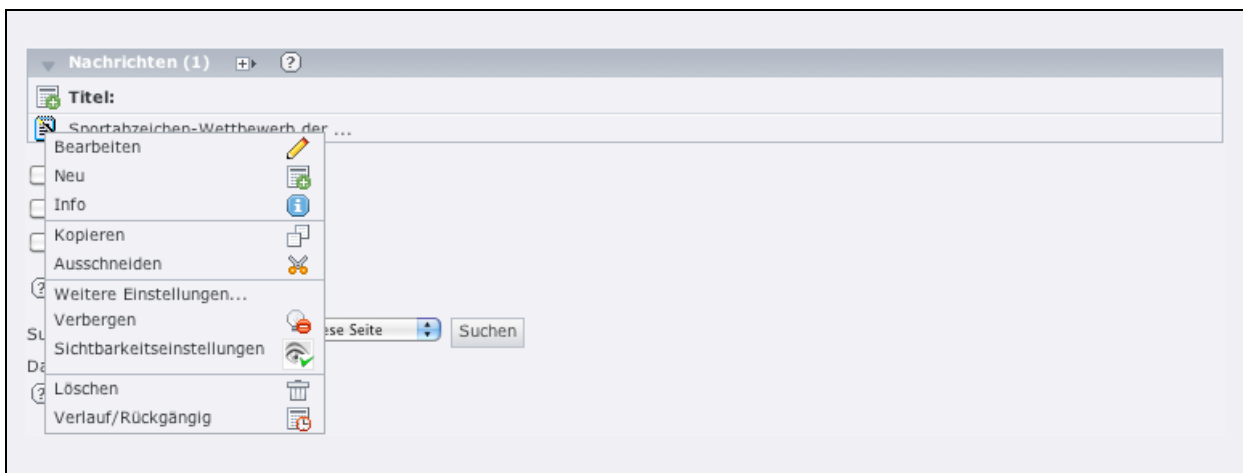 Nachrichten (1)
Titel:
Sportabzeichen-Wettbewerb der ...
Bearbeiten
Neu
Info
Kopieren
Ausschneiden
Weitere Einstellungen...
Verbergen
Su
ese Seite
Suchen
Sichtbarkeitseinstellungen
Da
Löschen
Verlauf/Rückgängig